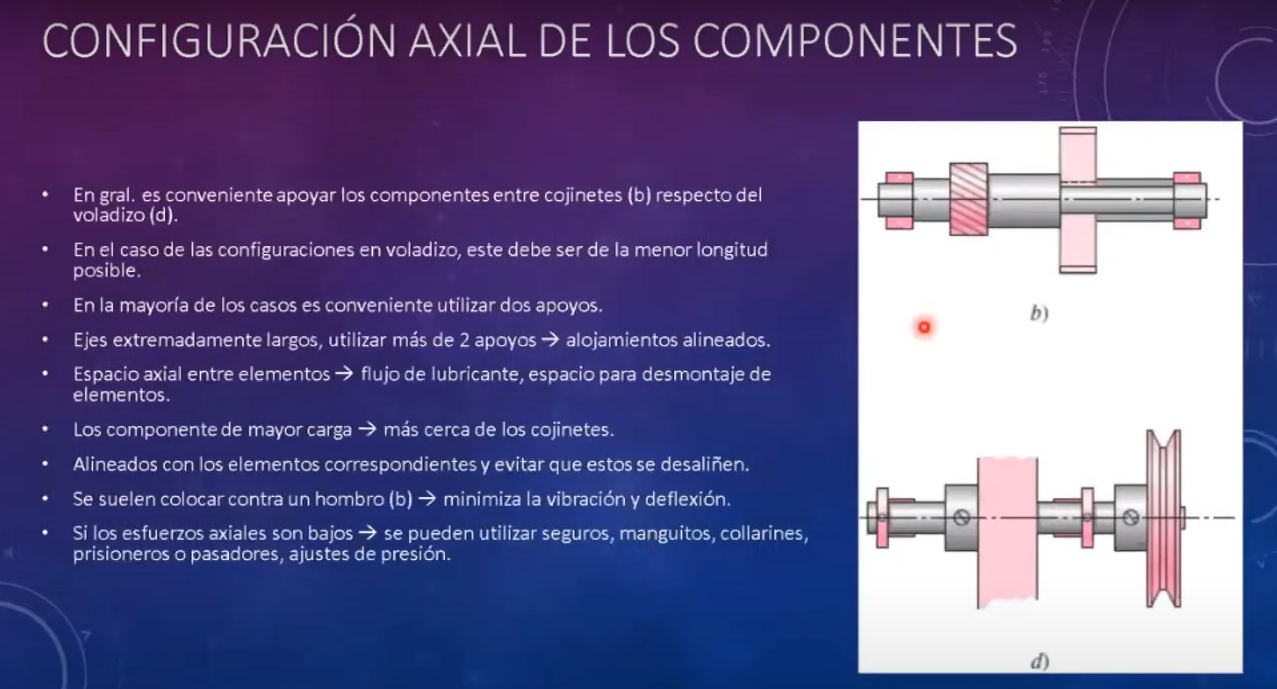 CONFIGURACIÓN AXIAL DE LOS COMPONENTES
• En gral. es conveniente apoyar los componentes entre cojinetes (b) respecto del
voladizo (d).
• En el caso de las configuraciones en voladizo, este debe ser de la menor longitud
posible.
• En la mayoría de los casos es conveniente utilizar dos apoyos.
• Ejes extremadamente largos, utilizar más de 2 apoyos → alojamientos alineados.
• Espacio axial entre elementos → flujo de lubricante, espacio para desmontaje de
elementos.
• Los componente de mayor carga → más cerca de los cojinetes.
• Alineados con los elementos correspondientes y evitar que estos se desaliñen.
• Se suelen colocar contra un hombro (b) → minimiza la vibración y deflexión.
• Si los esfuerzos axiales son bajos → se pueden utilizar seguros, manguitos, collarines,
prisioneros o pasadores, ajustes de presión.
b)
d)